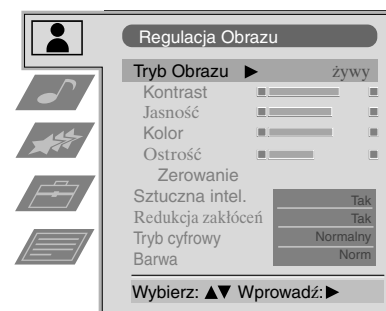 Regulacja Obrazu
Tryb Obrazu ► żywy
Kontrast
Jasność
Kolor
Ostrość
Zerowanie
Sztuczna intel. Tak
Redukcja zakłóceń Tak
Tryb cyfrowy Normalny
Barwa Norm
Wybierz: ▲▼ Wprowadź: ►